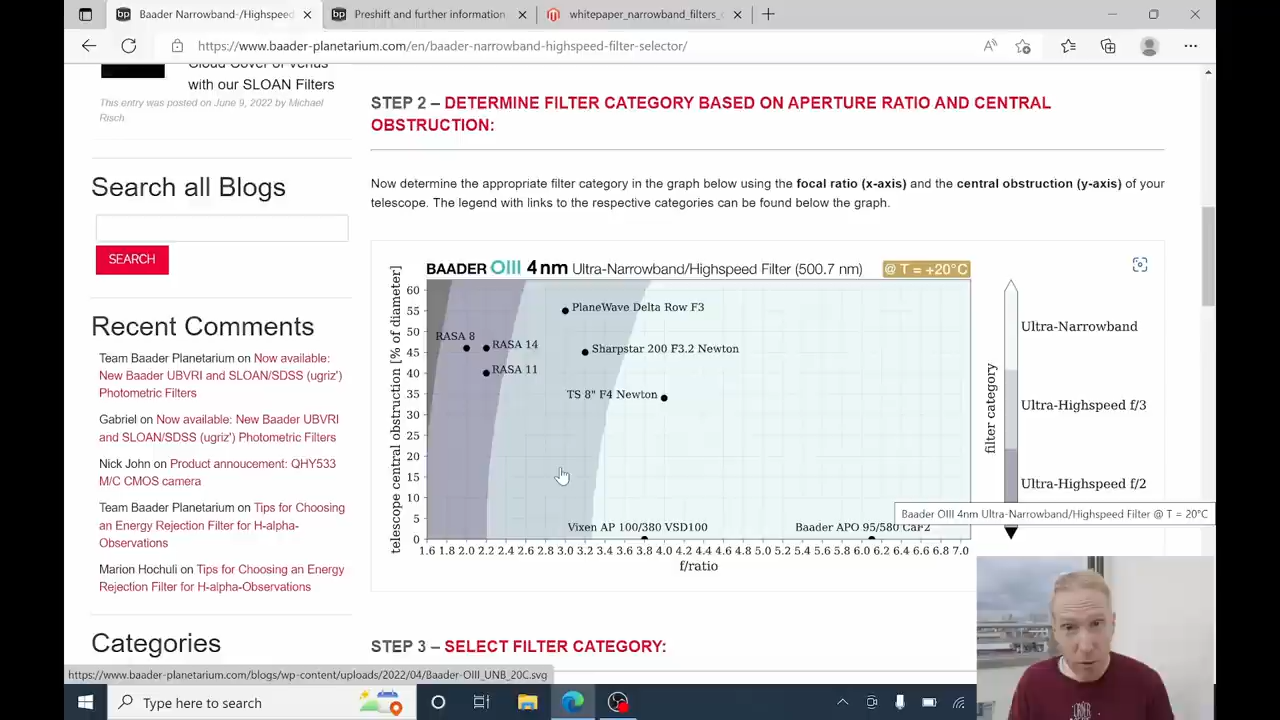 Baader Narrowband-/Highspeed
Preshift and further information
whitepaper_narrowband_filters_
https://www.baader-planetarium.com/en/baader-narrowband-highspeed-filter-selector/
with our SLOAN Filters
This entry was posted on June 9, 2022 by Michael
Risch
Search all Blogs
SEARCH
Recent Comments
Team Baader Planetarium on Now available:
New Baader UBVRI and SLOAN/SDSS (ugriz')
Photometric Filters
Gabriel on Now available: New Baader UBVRI
and SLOAN/SDSS (ugriz') Photometric Filters
Nick John on Product annoucement: QHY533
M/C CMOS camera
Team Baader Planetarium on Tips for Choosing
an Energy Rejection Filter for H-alpha-
Observations
Marion Hochuli on Tips for Choosing an Energy
Rejection Filter for H-alpha-Observations
Categories
STEP 2 – DETERMINE FILTER CATEGORY BASED ON APERTURE RATIO AND CENTRAL
OBSTRUCTION:
Now determine the appropriate filter category in the graph below using the focal ratio (x-axis) and the central obstruction (y-axis) of your
telescope. The legend with links to the respective categories can be found below the graph.
BAADER OIII 4nm Ultra-Narrowband/Highspeed Filter (500.7 nm) @ T = +20°C
telescope central obstruction [% of diameter]
60
55
50
45
40
35
30
25
20
15
10
5
0
PlaneWave Delta Row F3
RASA 8
RASA 14
Sharpstar 200 F3.2 Newton
RASA 11
TS 8" F4 Newton
Vixen AP 100/380 VSD100
Baader APO 95/580 CaF2
1.6 1.8 2.0 2.2 2.4 2.6 2.8 3.0 3.2 3.4 3.6 3.8 4.0 4.2 4.4 4.6 4.8 5.0 5.2 5.4 5.6 5.8 6.0 6.2 6.4 6.6 6.8 7.0
f/ratio
filter category
Ultra-Narrowband
Ultra-Highspeed f/3
Ultra-Highspeed f/2
Baader OIII 4nm Ultra-Narrowband/Highspeed Filter @ T = 20°C
STEP 3 – SELECT FILTER CATEGORY:
https://www.baader-planetarium.com/blogs/wp-content/uploads/2022/04/Baader-OIII_UNB_20C.svg
Type here to search